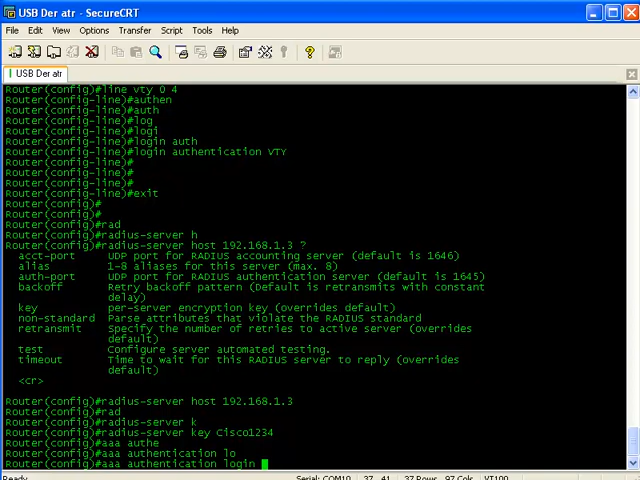 USB Der atr - SecureCRT
File Edit View Options Transfer Script Tools Help
USB Der atr
Router(config)#line vty 0 4
Router(config-line)#authen
Router(config-line)#auth
Router(config-line)#log
Router(config-line)#logi
Router(config-line)#login auth
Router(config-line)#login authentication VTY
Router(config-line)#
Router(config-line)#
Router(config-line)#
Router(config-line)#exit
Router(config)#
Router(config)#
Router(config)#rad
Router(config)#radius-server h
Router(config)#radius-server host 192.168.1.3 ?
acct-port UDP port for RADIUS accounting server (default is 1646)
alias 1-8 aliases for this server (max. 8)
auth-port UDP port for RADIUS authentication server (default is 1645)
backoff Retry backoff pattern (Default is retransmits with constant
delay)
key per-server encryption key (overrides default)
non-standard Parse attributes that violate the RADIUS standard
retransmit Specify the number of retries to active server (overrides
default)
test Configure server automated testing.
timeout Time to wait for this RADIUS server to reply (overrides
default)
<cr>
Router(config)#radius-server host 192.168.1.3
Router(config)#rad
Router(config)#radius-server k
Router(config)#radius-server key Cisco1234
Router(config)#aaa authe
Router(config)#aaa authentication lo
Router(config)#aaa authentication login
Serial: COM10 37, 41 37 Rows, 97 Cols VT100